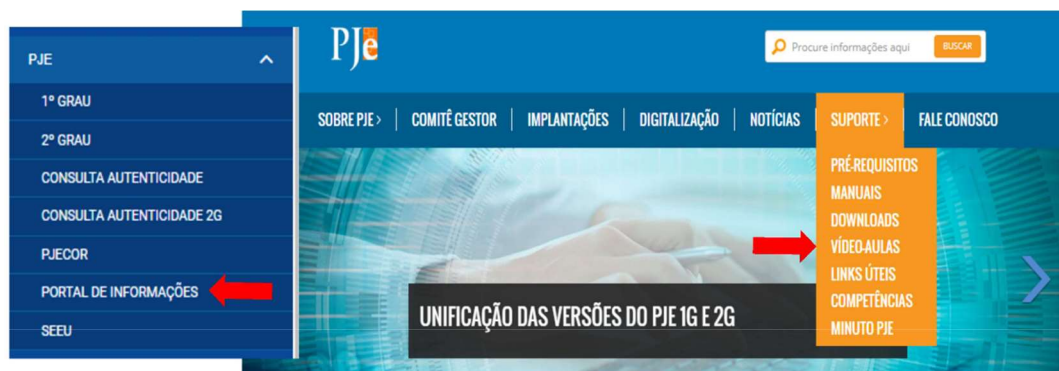 PJE
1º GRAU
2º GRAU
CONSULTA AUTENTICIDADE
CONSULTA AUTENTICIDADE 2G
PJECOR
PORTAL DE INFORMAÇÕES
SEEU
PJe
Procure informações aqui
BUSCAR
SOBRE PJE > | COMITÊ GESTOR | IMPLANTAÇÕES | DIGITALIZAÇÃO | NOTÍCIAS | SUPORTE > FALE CONOSCO
PRÉ-REQUISITOS
MANUAIS
DOWNLOADS
VÍDEO-AULAS
LINKS ÚTEIS
COMPETÊNCIAS
MINUTO PJE
UNIFICAÇÃO DAS VERSÕES DO PJE 1G E 2G